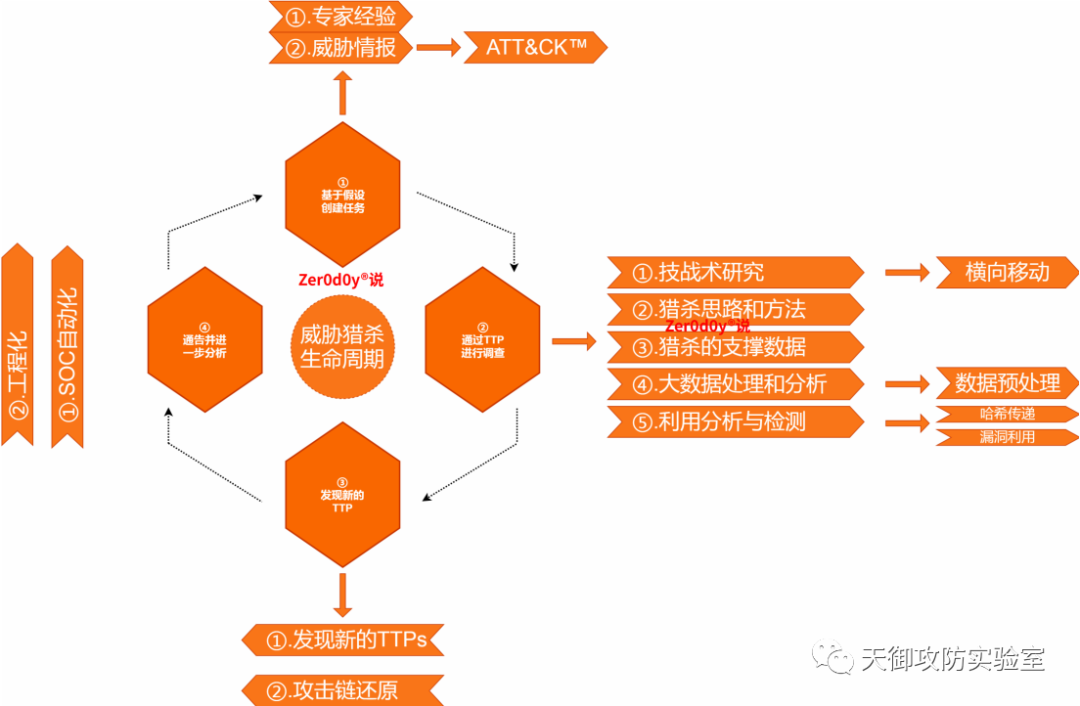 ①.专家经验
②.威胁情报
ATT&CK™
①
基于假设
创建任务
Zer0d0y®说
威胁猎杀
生命周期
②
通过TTP
进行调查
①.技战术研究
横向移动
②.猎杀思路和方法
Zer0d0y®说
③.猎杀的支撑数据
④.大数据处理和分析
数据预处理
⑤.利用分析与检测
哈希传递
漏洞利用
③
发现新的
TTP
①.发现新的TTPs
②.攻击链还原
④
通告并进
一步分析
①.SOC自动化
②.工程化
天御攻防实验室